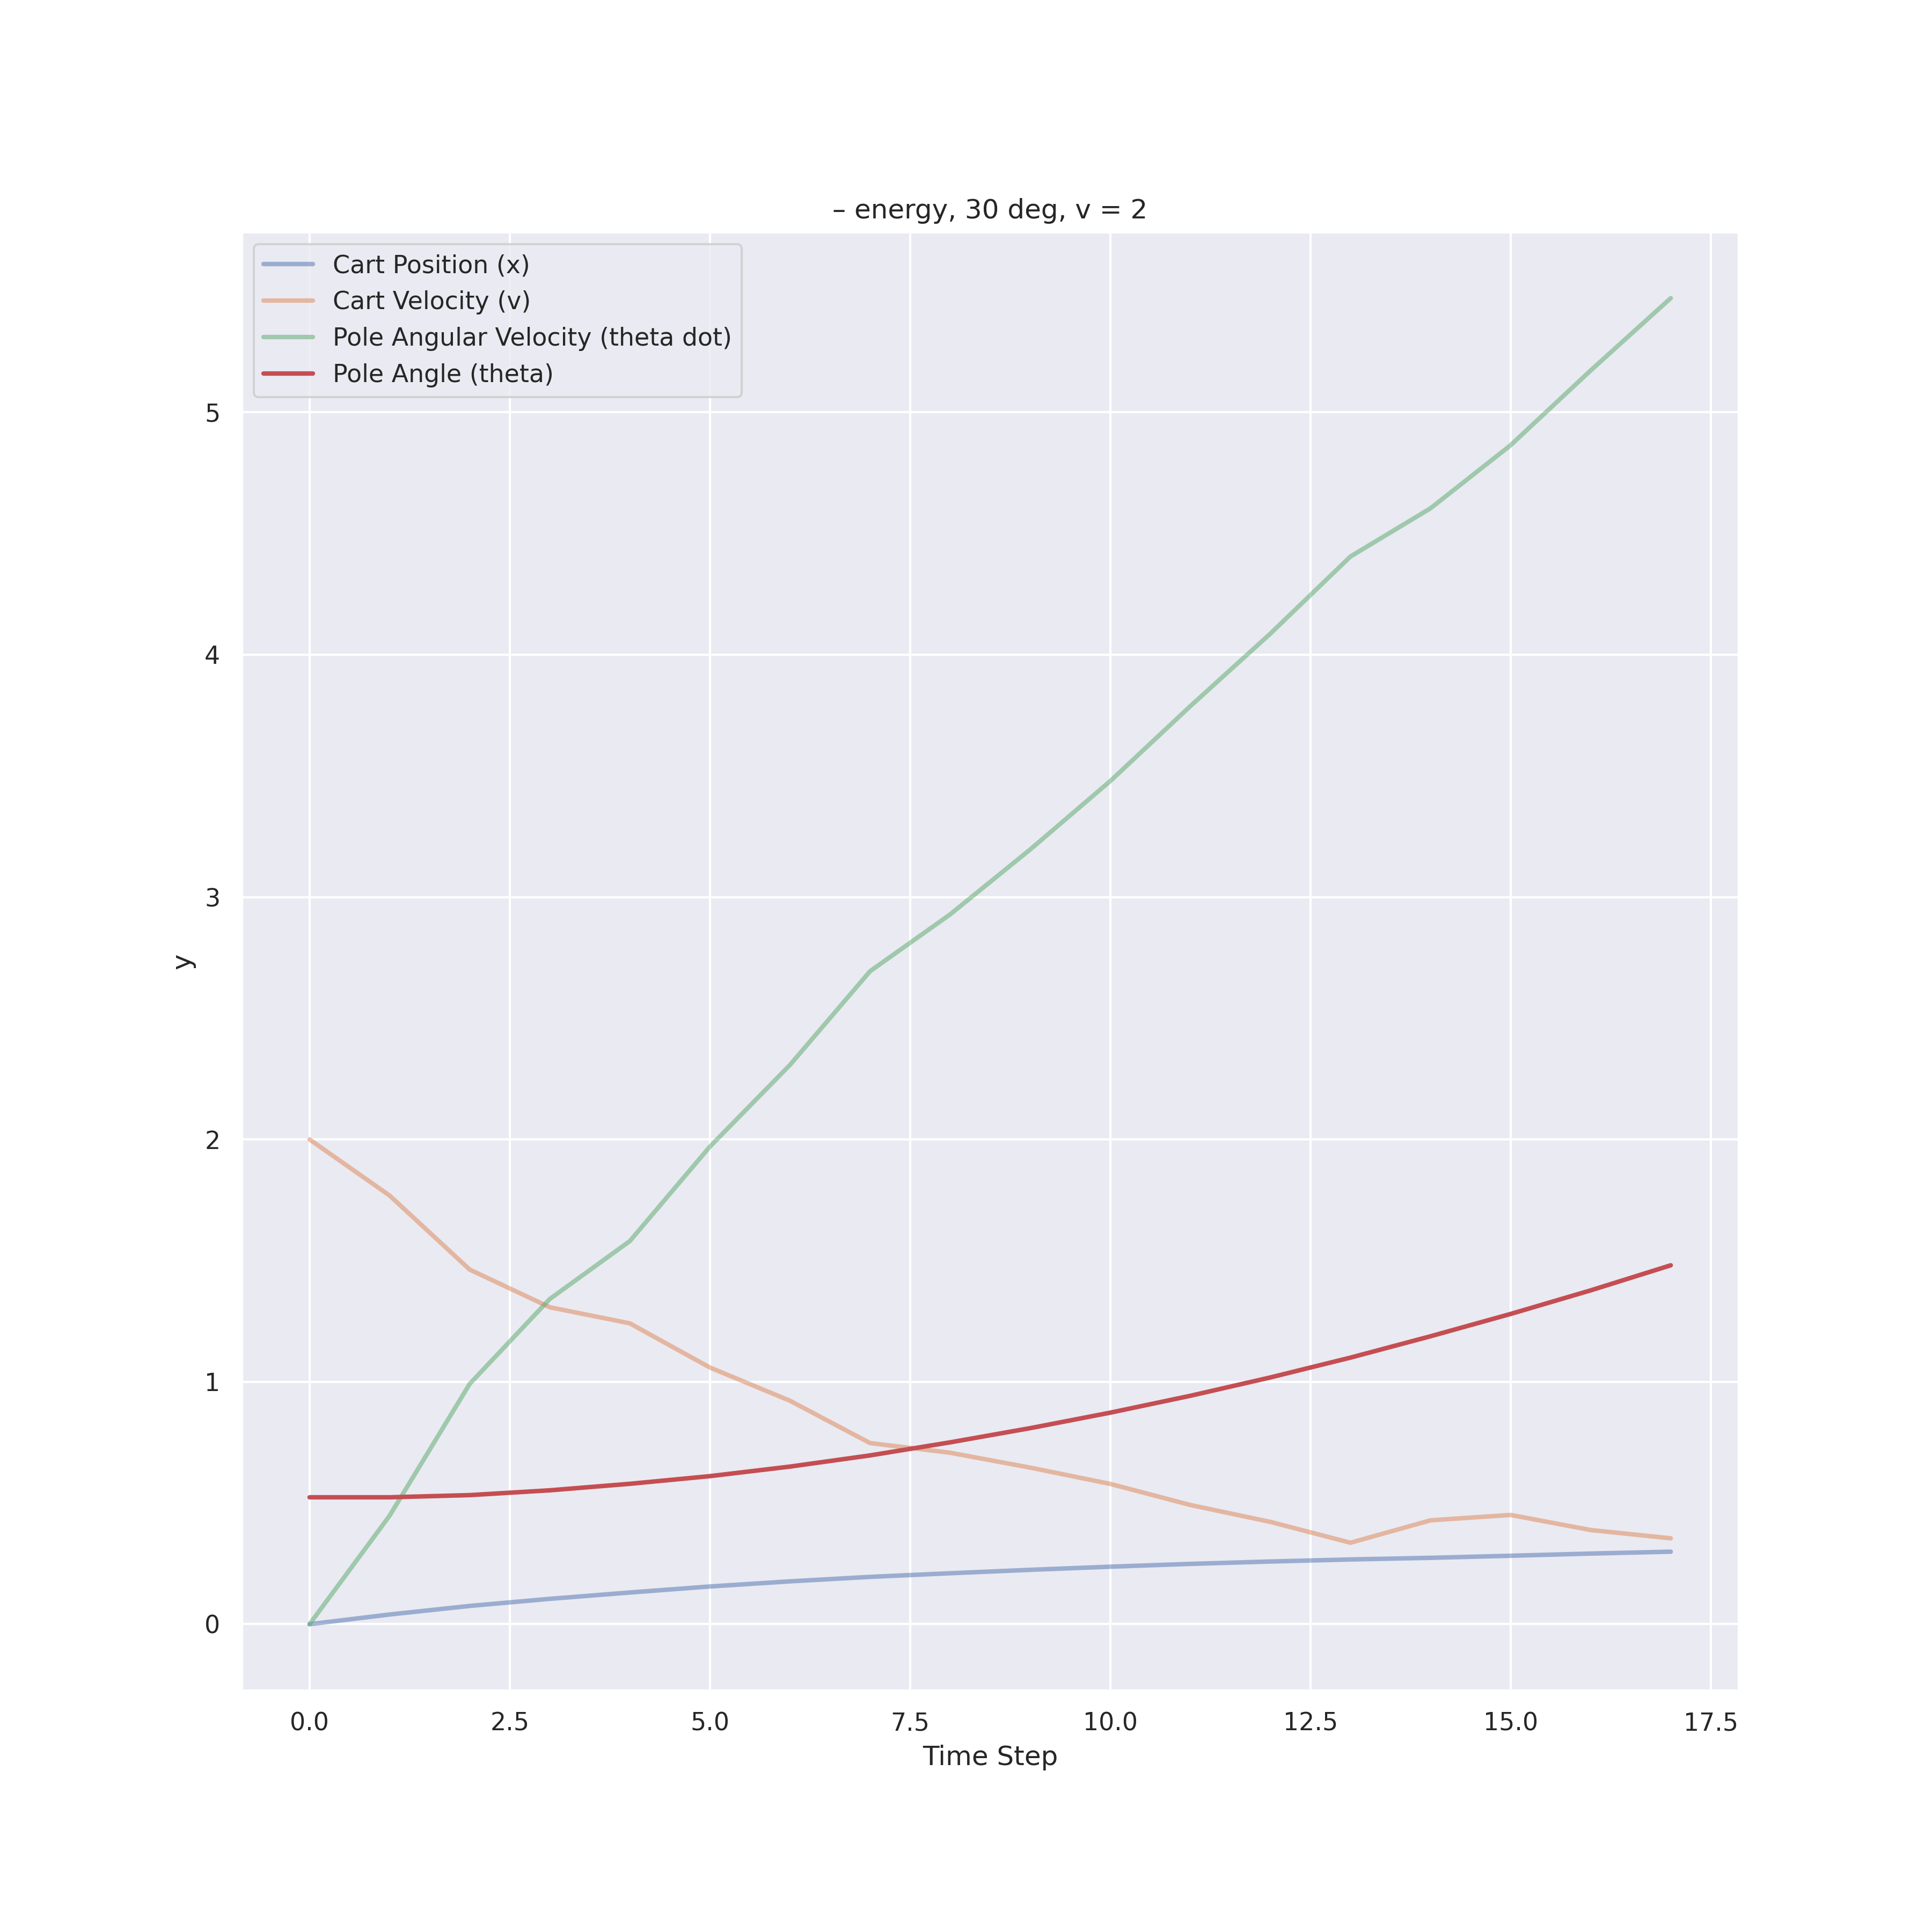 – energy, 30 deg, v = 2
Cart Position (x)
Cart Velocity (v)
Pole Angular Velocity (theta dot)
Pole Angle (theta)
5
4
3
2
1
0
y
0.0 2.5 5.0 7.5 10.0 12.5 15.0 17.5
Time Step